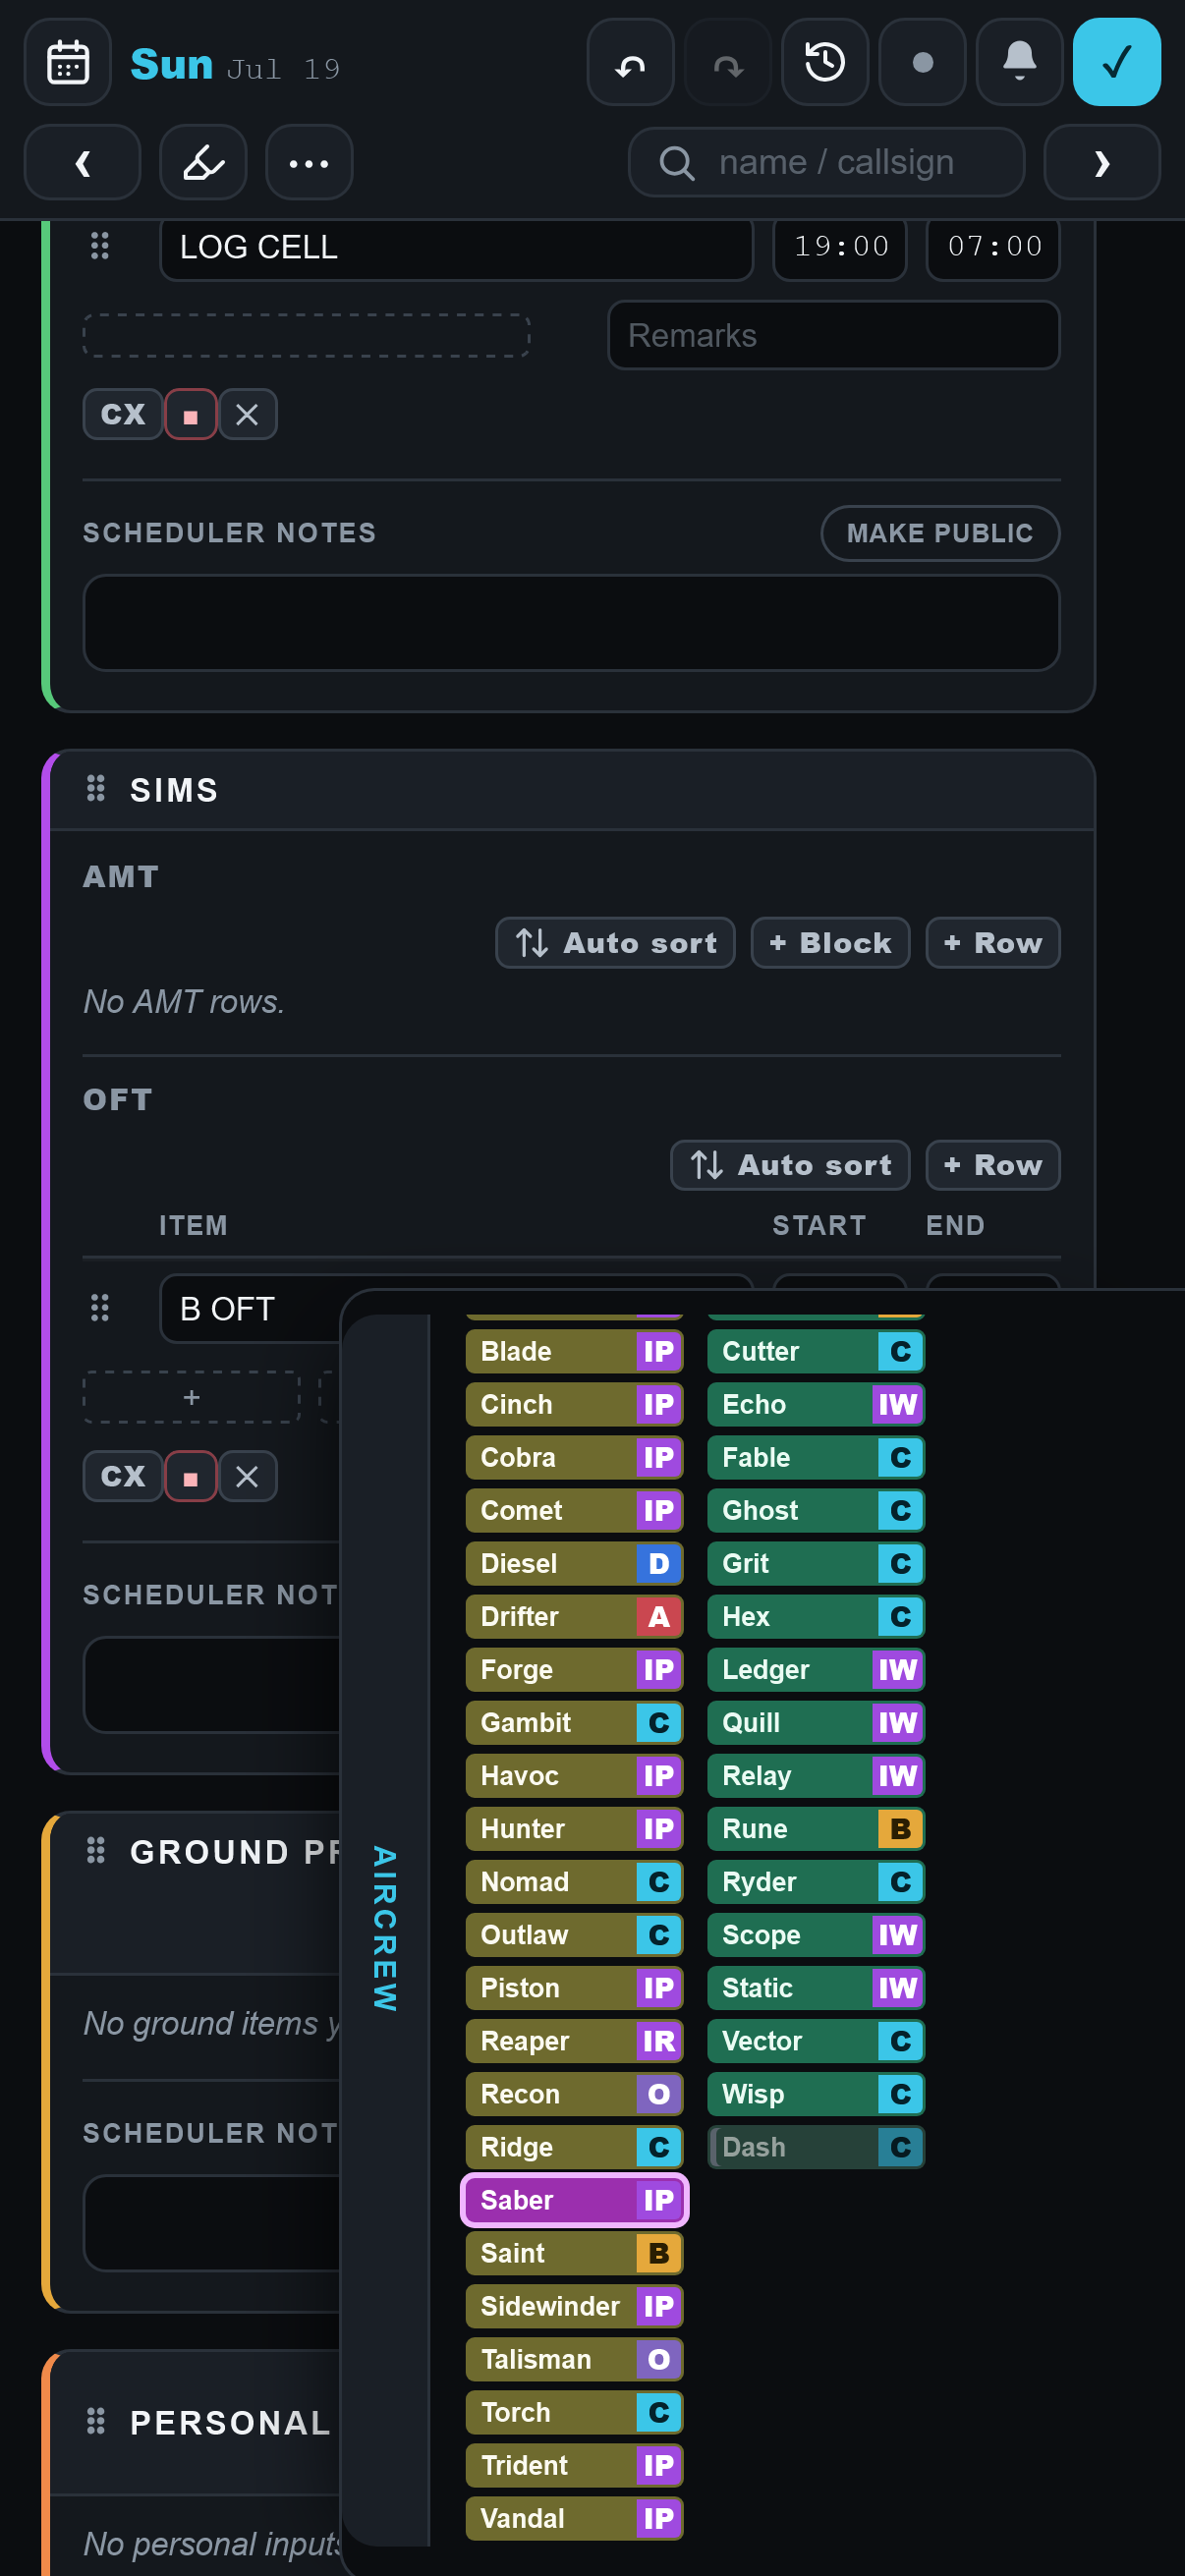 Sun Jul 19
name / callsign
LOG CELL 19:00 07:00
Remarks
CX
SCHEDULER NOTES MAKE PUBLIC
SIMS
AMT
Auto sort + Block + Row
No AMT rows.
OFT
Auto sort + Row
ITEM START END
B OFT
+
CX
SCHEDULER NOT
GROUND PR
No ground items y
SCHEDULER NOT
PERSONAL
No personal inputs
AIRCREW
Blade IP
Cinch IP
Cobra IP
Comet IP
Diesel D
Drifter A
Forge IP
Gambit C
Havoc IP
Hunter IP
Nomad C
Outlaw C
Piston IP
Reaper IR
Recon O
Ridge C
Saber IP
Saint B
Sidewinder IP
Talisman O
Torch C
Trident IP
Vandal IP
Cutter C
Echo IW
Fable C
Ghost C
Grit C
Hex C
Ledger IW
Quill IW
Relay IW
Rune B
Ryder C
Scope IW
Static IW
Vector C
Wisp C
Dash C